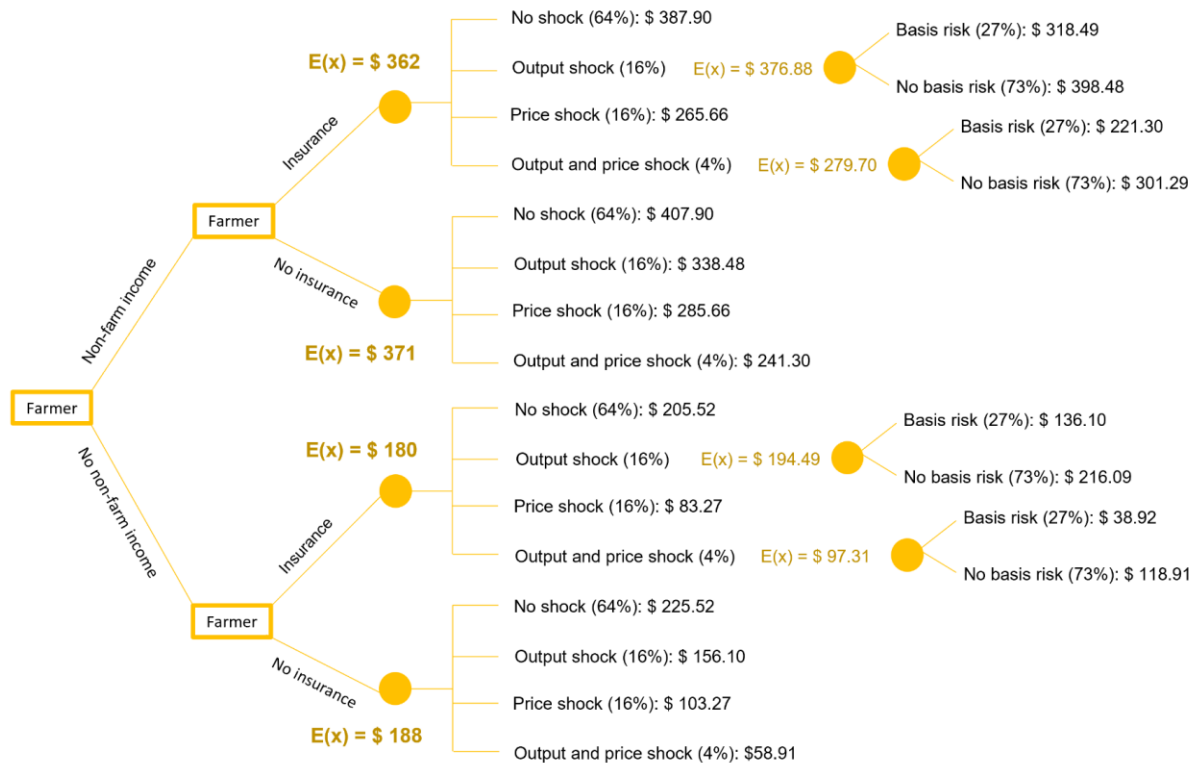 No shock (64%): $ 387.90
Basis risk (27%): $ 318.49
E(x) = $ 362
Output shock (16%) E(x) = $ 376.88
No basis risk (73%): $ 398.48
Price shock (16%): $ 265.66
Basis risk (27%): $ 221.30
Insurance
Output and price shock (4%) E(x) = $ 279.70
No basis risk (73%): $ 301.29
Farmer
No shock (64%): $ 407.90
No insurance
Output shock (16%): $ 338.48
Non-farm income
Price shock (16%): $ 285.66
E(x) = $ 371
Output and price shock (4%): $ 241.30
Farmer
No shock (64%): $ 205.52
Basis risk (27%): $ 136.10
E(x) = $ 180
Output shock (16%) E(x) = $ 194.49
No basis risk (73%): $ 216.09
No non-farm income
Price shock (16%): $ 83.27
Basis risk (27%): $ 38.92
Insurance
Output and price shock (4%) E(x) = $ 97.31
No basis risk (73%): $ 118.91
Farmer
No shock (64%): $ 225.52
No insurance
Output shock (16%): $ 156.10
Price shock (16%): $ 103.27
E(x) = $ 188
Output and price shock (4%): $58.91